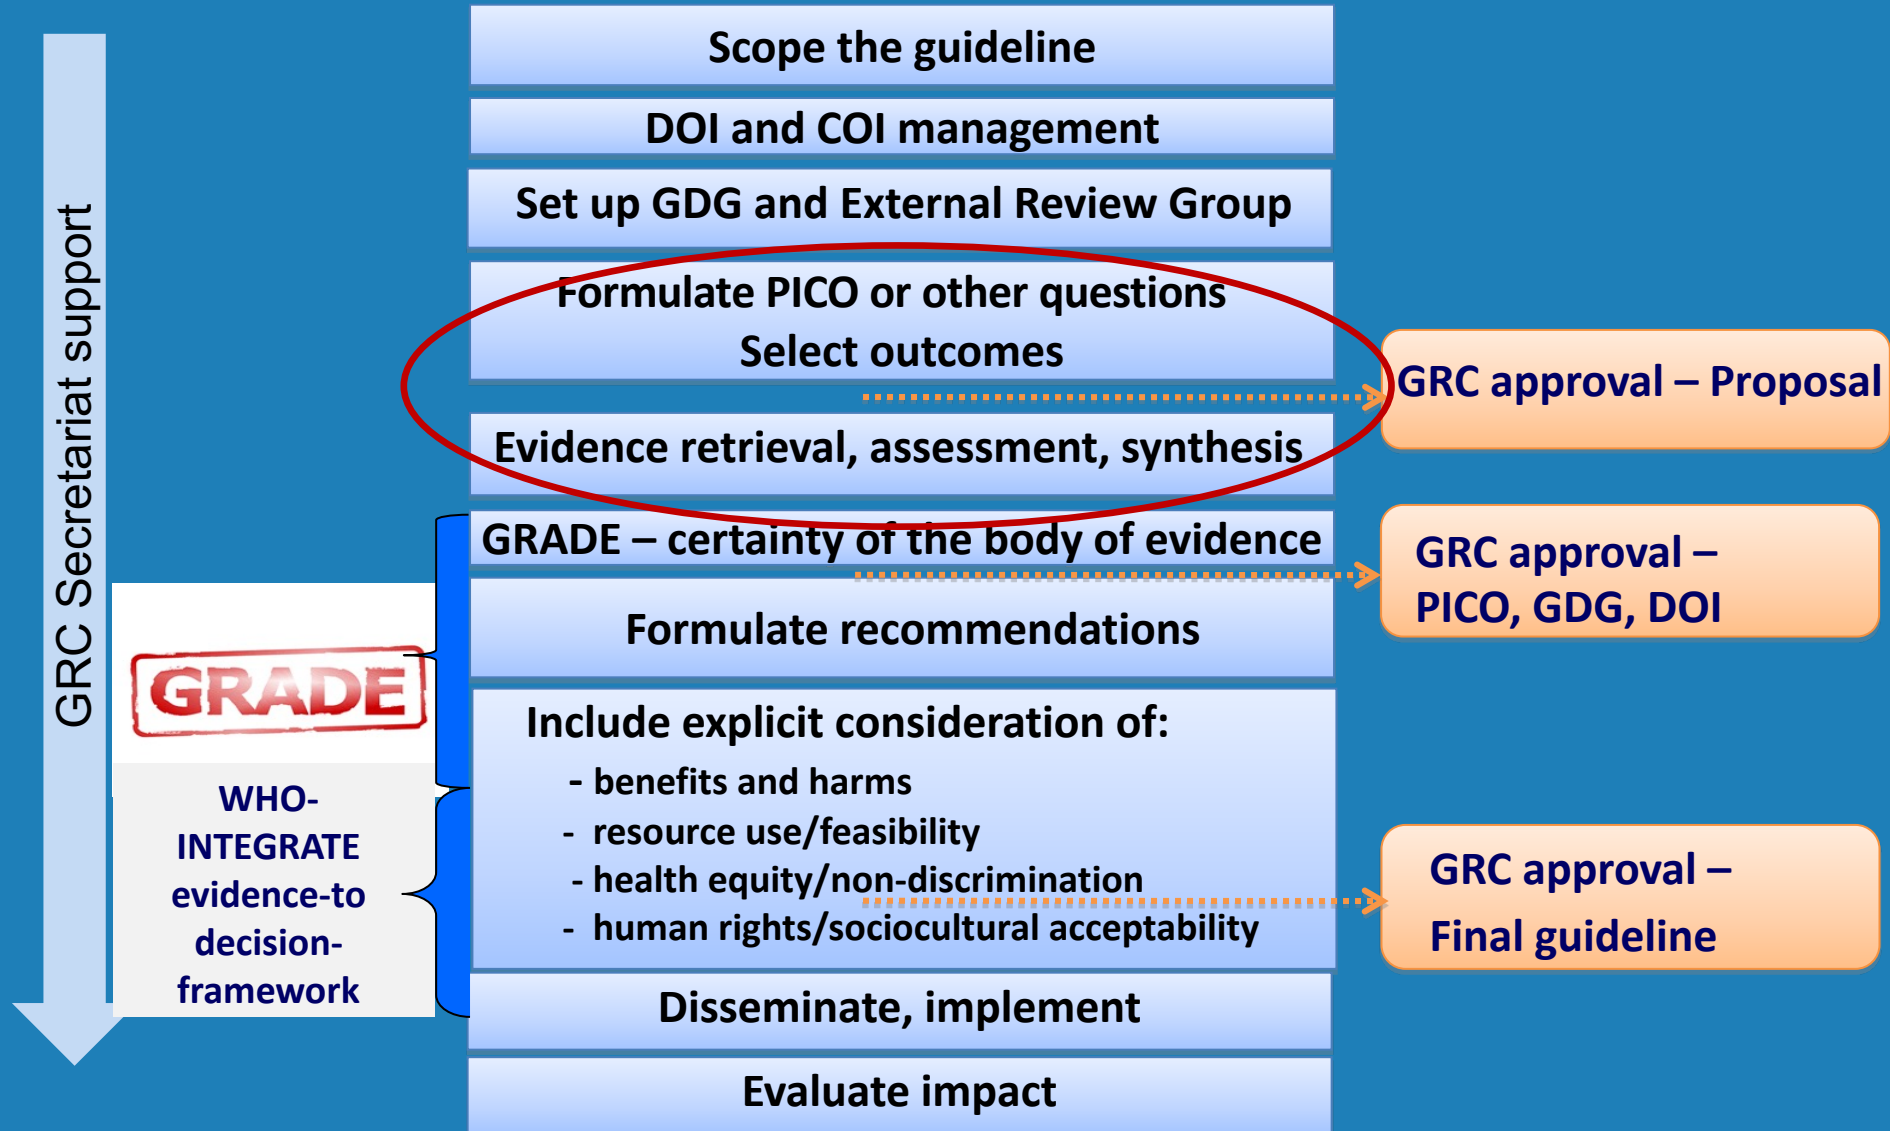 Scope the guideline
DOI and COI management
Set up GDG and External Review Group
Formulate PICO or other questions
Select outcomes
GRC approval – Proposal
Evidence retrieval, assessment, synthesis
GRADE – certainty of the body of evidence
GRC approval –
PICO, GDG, DOI
Formulate recommendations
Include explicit consideration of:
- benefits and harms
- resource use/feasibility
- health equity/non-discrimination
- human rights/sociocultural acceptability
GRC approval –
Final guideline
Disseminate, implement
Evaluate impact
GRC Secretariat support
GRADE
WHO-
INTEGRATE
evidence-to
decision-
framework